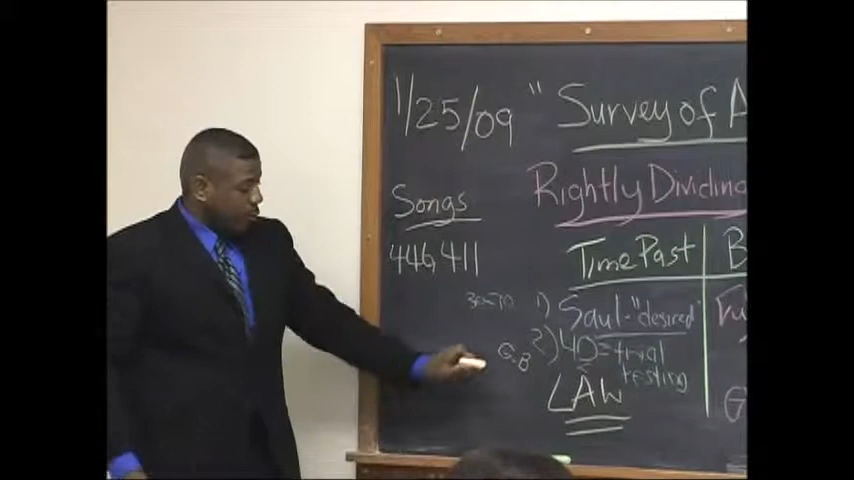 1/25/09 "Survey of A
Rightly Dividin
Songs
446, 411
Time Past B
1) Saul-"desired"
2) 40 = trial
testing
G.B
LAW